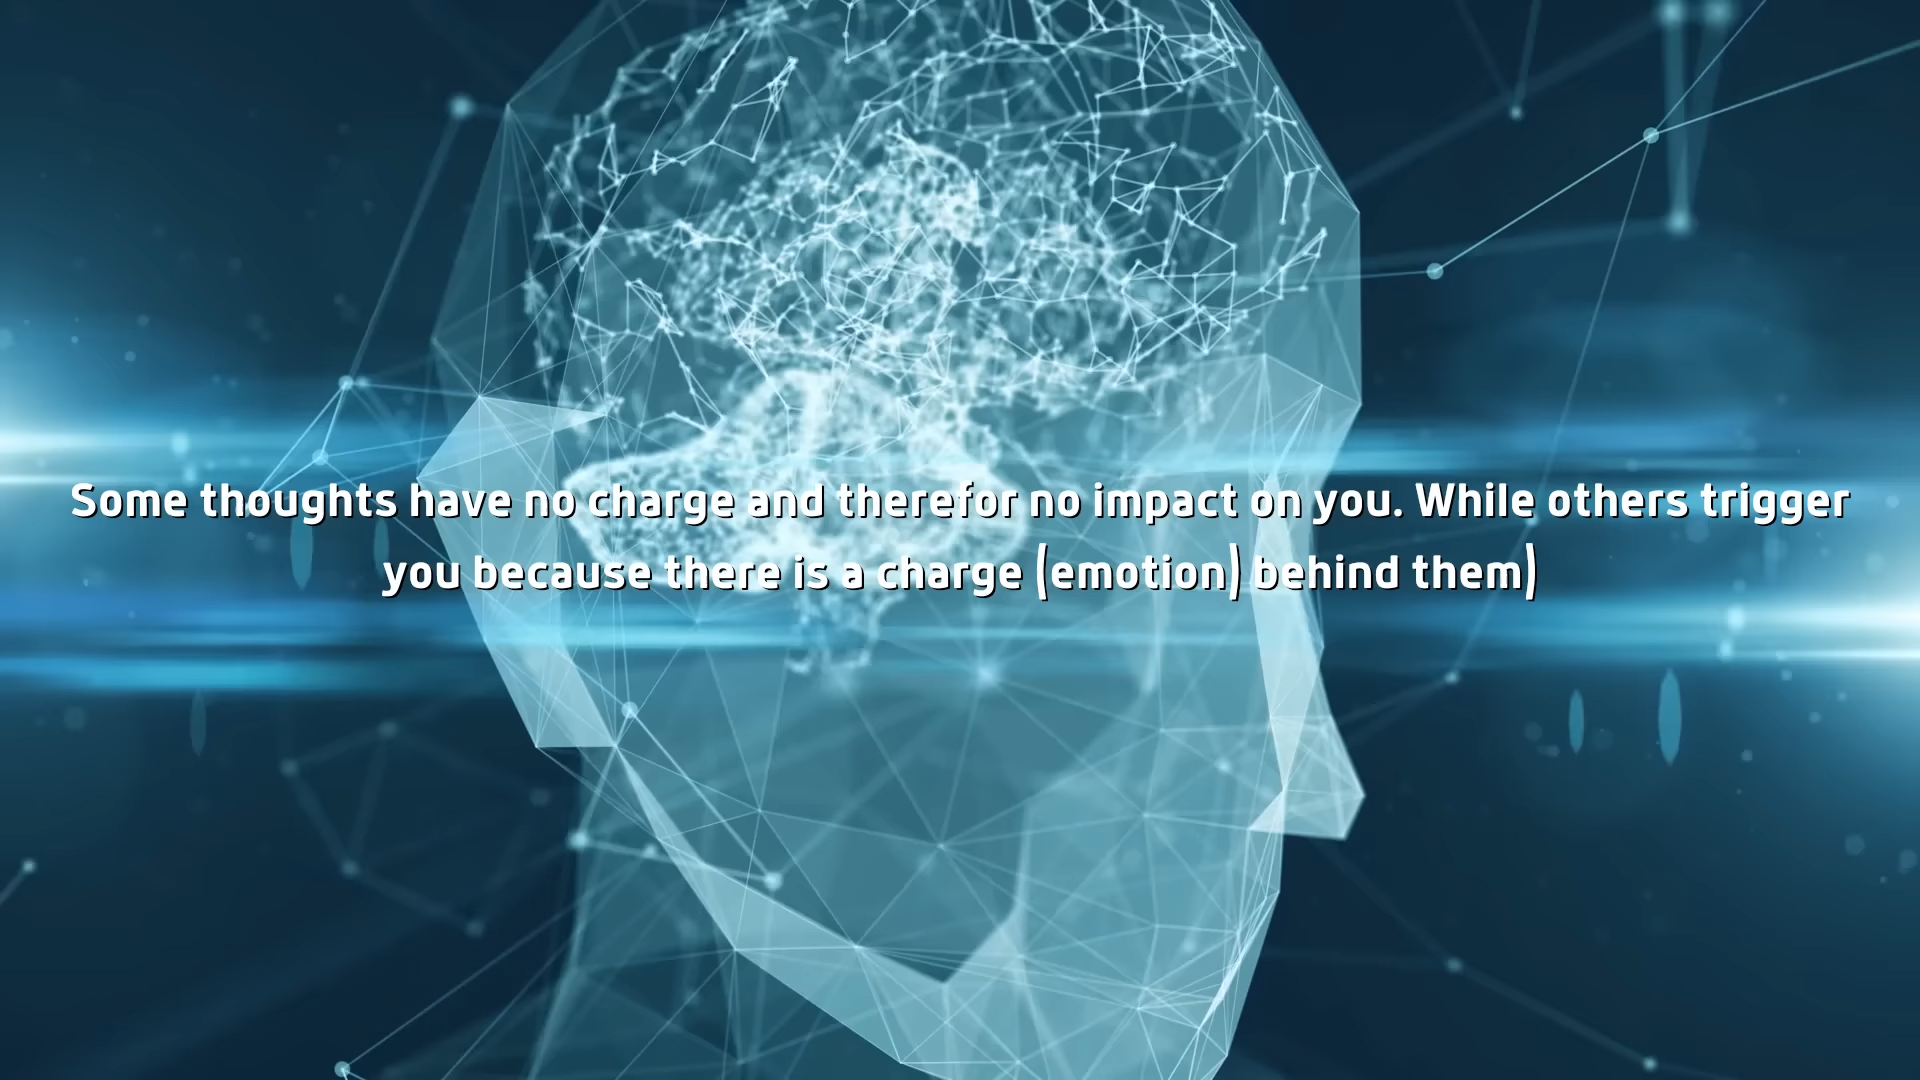 Some thoughts have no charge and therefor no impact on you. While others trigger
you because there is a charge (emotion) behind them)